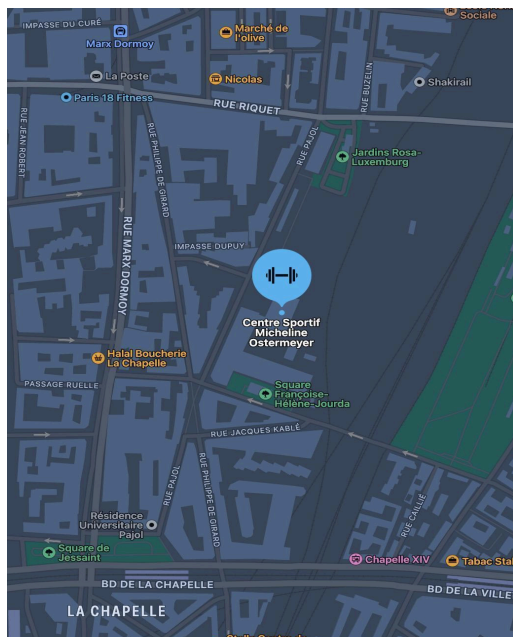 Sociale
IMPASSE DU CURÉ
Marché de
l'olive
Marx Dormoy
La Poste
Nicolas
Shakirail
Paris 18 Fitness
RUE BUZELIN
RUE RIQUET
RUE JEAN ROBERT
RUE PHILIPPE DE GIRARD
RUE PAJOL
Jardins Rosa-
Luxemburg
RUE MARX DORMOY
IMPASSE DUPUY
Centre Sportif
Micheline
Ostermeyer
Halal Boucherie
La Chapelle
PASSAGE RUELLE
Square
Françoise-
Hélène-Jourda
RUE JACQUES KABLÉ
RUE PAJOL
RUE PHILIPPE DE GIRARD
RUE CAILLIÉ
Résidence
Universitaire
Pajol
Square de
Jessaint
Chapelle XIV
Tabac Stal
BD DE LA CHAPELLE
BD DE LA VILLE
LA CHAPELLE